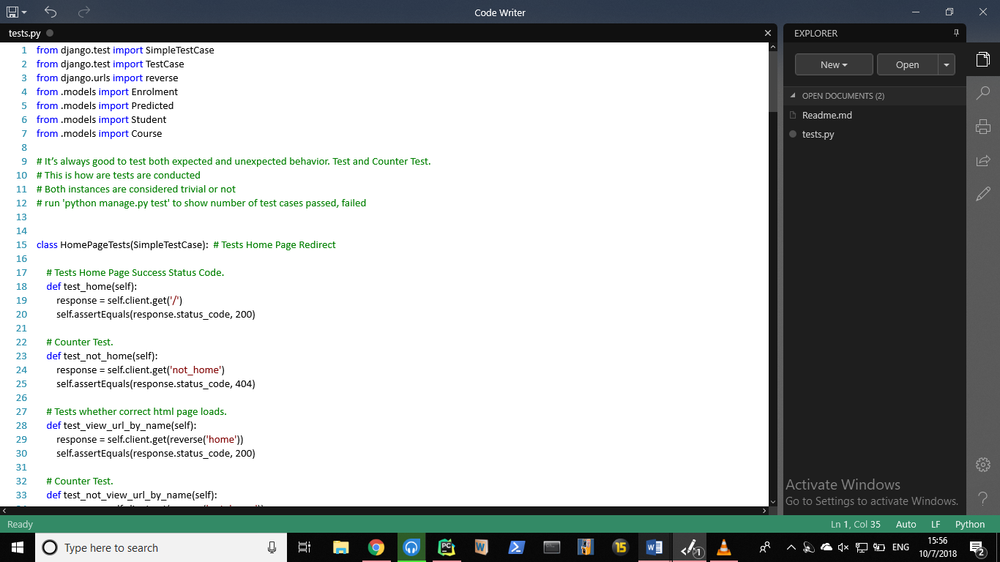 Code Writer
tests.py
1 from django.test import SimpleTestCase
2 from django.test import TestCase
3 from django.urls import reverse
4 from .models import Enrolment
5 from .models import Predicted
6 from .models import Student
7 from .models import Course
8
9 # It's always good to test both expected and unexpected behavior. Test and Counter Test.
10 # This is how are tests are conducted
11 # Both instances are considered trivial or not
12 # run 'python manage.py test' to show number of test cases passed, failed
13
14
15 class HomePageTests(SimpleTestCase):  # Tests Home Page Redirect
16
17     # Tests Home Page Success Status Code.
18     def test_home(self):
19         response = self.client.get('/')
20         self.assertEquals(response.status_code, 200)
21
22     # Counter Test.
23     def test_not_home(self):
24         response = self.client.get('not_home')
25         self.assertEquals(response.status_code, 404)
26
27     # Tests whether correct html page loads.
28     def test_view_url_by_name(self):
29         response = self.client.get(reverse('home'))
30         self.assertEquals(response.status_code, 200)
31
32     # Counter Test.
33     def test_not_view_url_by_name(self):
EXPLORER
New
Open
OPEN DOCUMENTS (2)
Readme.md
tests.py
Activate Windows
Go to Settings to activate Windows.
Ready
Ln 1, Col 35
Auto
LF
Python
Type here to search
PC
W
15
W
1
ENG
15:56
10/7/2018
2